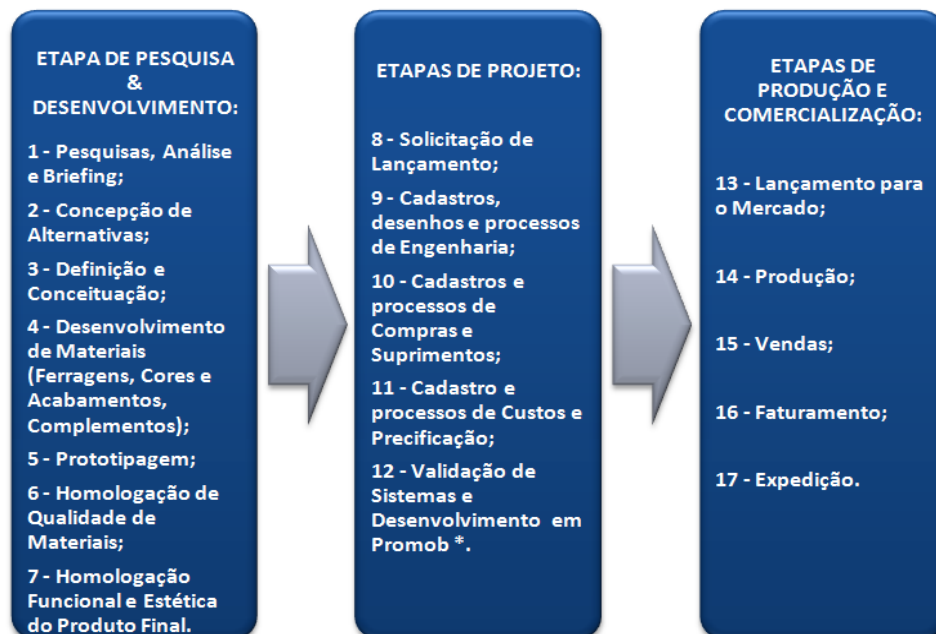 ETAPA DE PESQUISA
&
DESENVOLVIMENTO:
1 - Pesquisas, Análise
e Briefing;
2 - Concepção de
Alternativas;
3 - Definição e
Conceituação;
4 - Desenvolvimento
de Materiais
(Ferragens, Cores e
Acabamentos,
Complementos);
5 - Prototipagem;
6 - Homologação de
Qualidade de
Materiais;
7 - Homologação
Funcional e Estética
do Produto Final.
ETAPAS DE PROJETO:
8 - Solicitação de
Lançamento;
9 - Cadastros,
desenhos e processos
de Engenharia;
10 - Cadastros e
processos de
Compras e
Suprimentos;
11 - Cadastro e
processos de Custos e
Precificação;
12 - Validação de
Sistemas e
Desenvolvimento em
Promob *.
ETAPAS DE
PRODUÇÃO E
COMERCIALIZAÇÃO:
13 - Lançamento para
o Mercado;
14 - Produção;
15 - Vendas;
16 - Faturamento;
17 - Expedição.